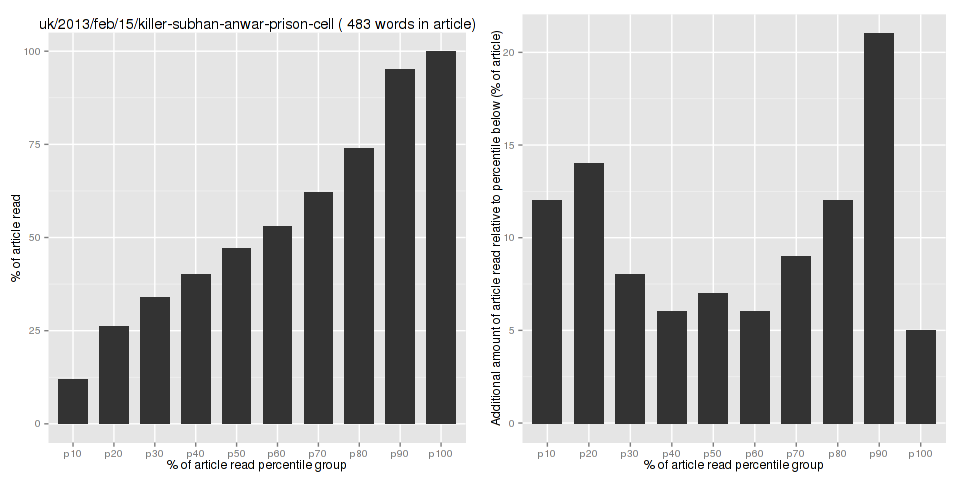 uk/2013/feb/15/killer-subhan-anwar-prison-cell ( 483 words in article)
% of article read
100
75
50
25
0
p10 p20 p30 p40 p50 p60 p70 p80 p90 p100
% of article read percentile group
Additional amount of article read relative to percentile below (% of article)
20
15
10
5
0
p10 p20 p30 p40 p50 p60 p70 p80 p90 p100
% of article read percentile group